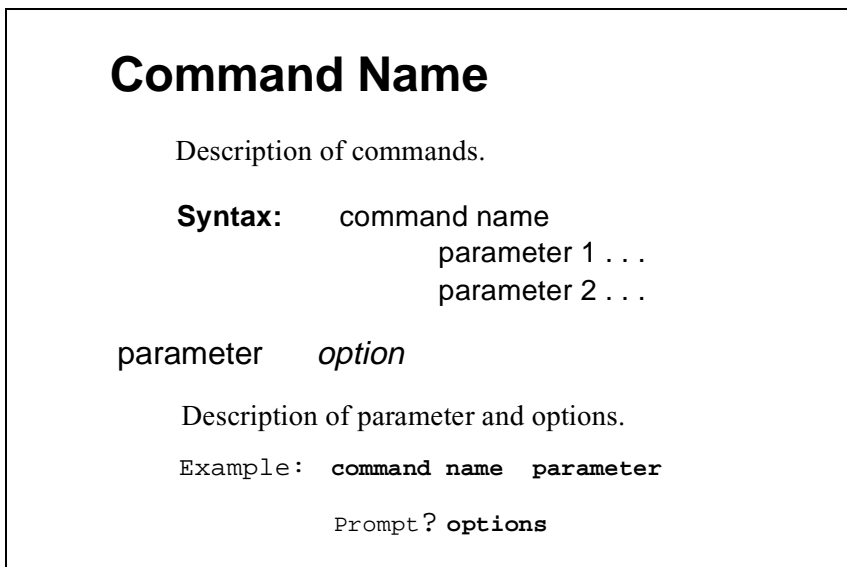 Command Name
Description of commands.
Syntax: command name
parameter 1 . . .
parameter 2 . . .
parameter option
Description of parameter and options.
Example: command name parameter
Prompt? options